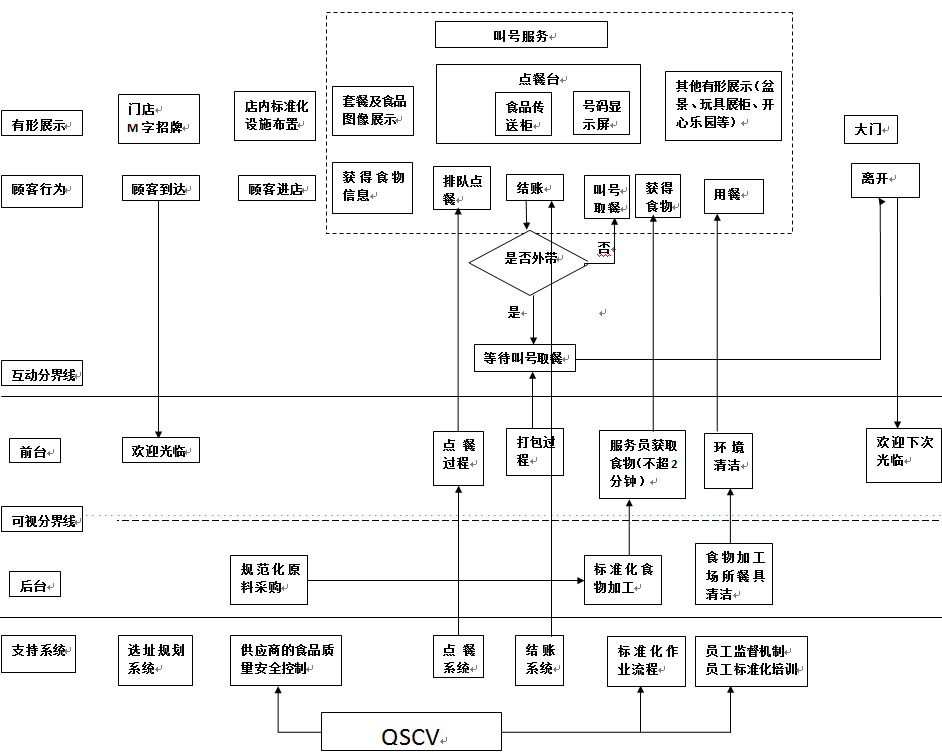 叫号服务
点餐台
食品传
送柜
号码显
示屏
其他有形展示（盆
景、玩具展柜、开
心乐园等）
套餐及食品
图像展示
店内标准化
设施布置
门店
M字招牌
有形展示
大门
顾客行为
顾客到达
顾客进店
获得食物
信息
排队点
餐
结账
叫号
取餐
获得
食物
用餐
离开
是否外带
否
是
等待叫号取餐
互动分界线
前台
欢迎光临
点 餐
过程
打包过
程
服务员获取
食物（不超2
分钟）
环 境
清洁
欢迎下次
光临
可视分界线
后台
规范化原
料采购
标准化食
物加工
食物加工
场所餐具
清洁
支持系统
选址规划
系统
供应商的食品质
量安全控制
点 餐
系统
结账
系统
标准化作
业流程
员工监督机制
员工标准化培训
QSCV